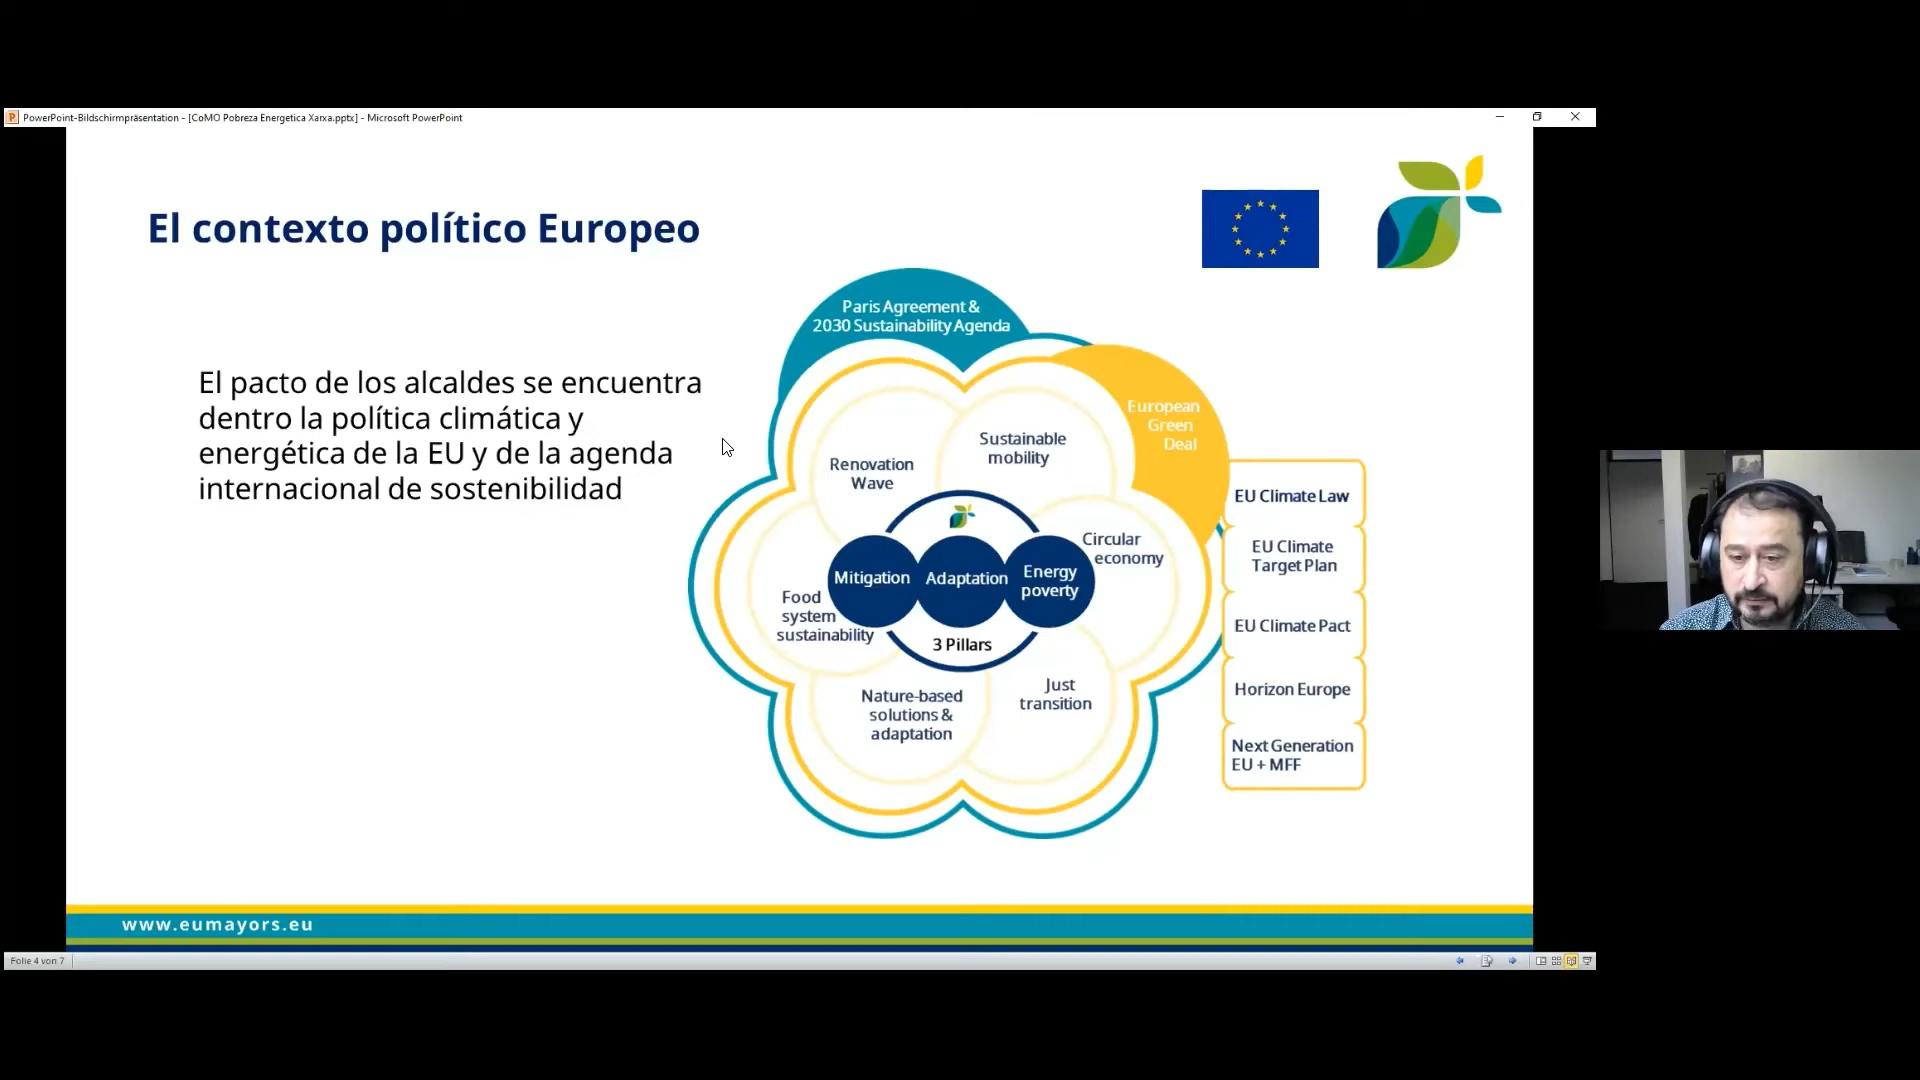 PowerPoint-Bildschirmpräsentation - [CoMO Pobreza Energetica Xarxa.pptx] - Microsoft PowerPoint
El contexto político Europeo
El pacto de los alcaldes se encuentra
dentro la política climática y
energética de la EU y de la agenda
internacional de sostenibilidad
Paris Agreement &
2030 Sustainability Agenda
European
Green
Deal
Renovation
Wave
Sustainable
mobility
Circular
economy
Mitigation
Adaptation
Energy
poverty
3 Pillars
Food
system
sustainability
Nature-based
solutions &
adaptation
Just
transition
EU Climate Law
EU Climate
Target Plan
EU Climate Pact
Horizon Europe
Next Generation
EU + MFF
www.eumayors.eu
Folie 4 von 7